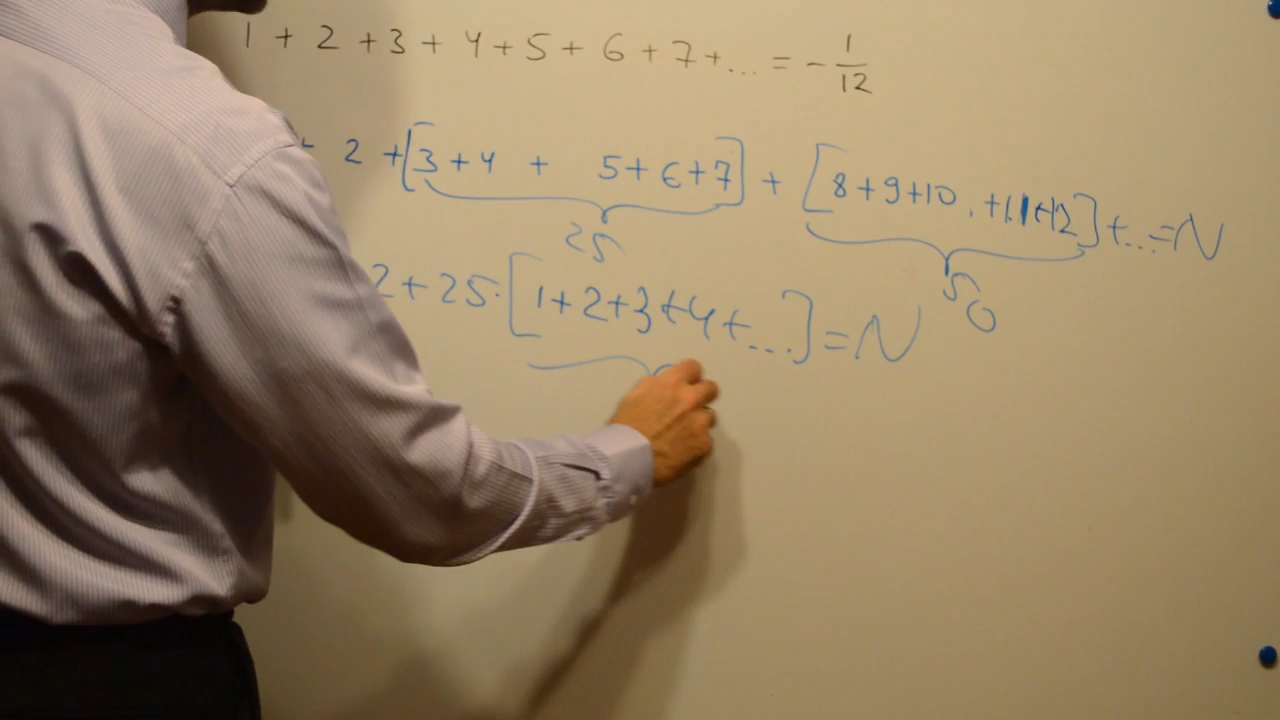 1 + 2 + 3 + 4 + 5 + 6 + 7 + ... = - 1/12
+ 2 + [3 + 4 + 5 + 6 + 7] + [8 + 9 + 10 + 11 + 12] + ... = N
25 50
2 + 25 · [1 + 2 + 3 + 4 + ...] = N